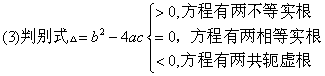 > 0,方程有两不等实根
(3)判别式△= b² − 4ac = 0，方程有两相等实根
< 0,方程有两共轭虚根